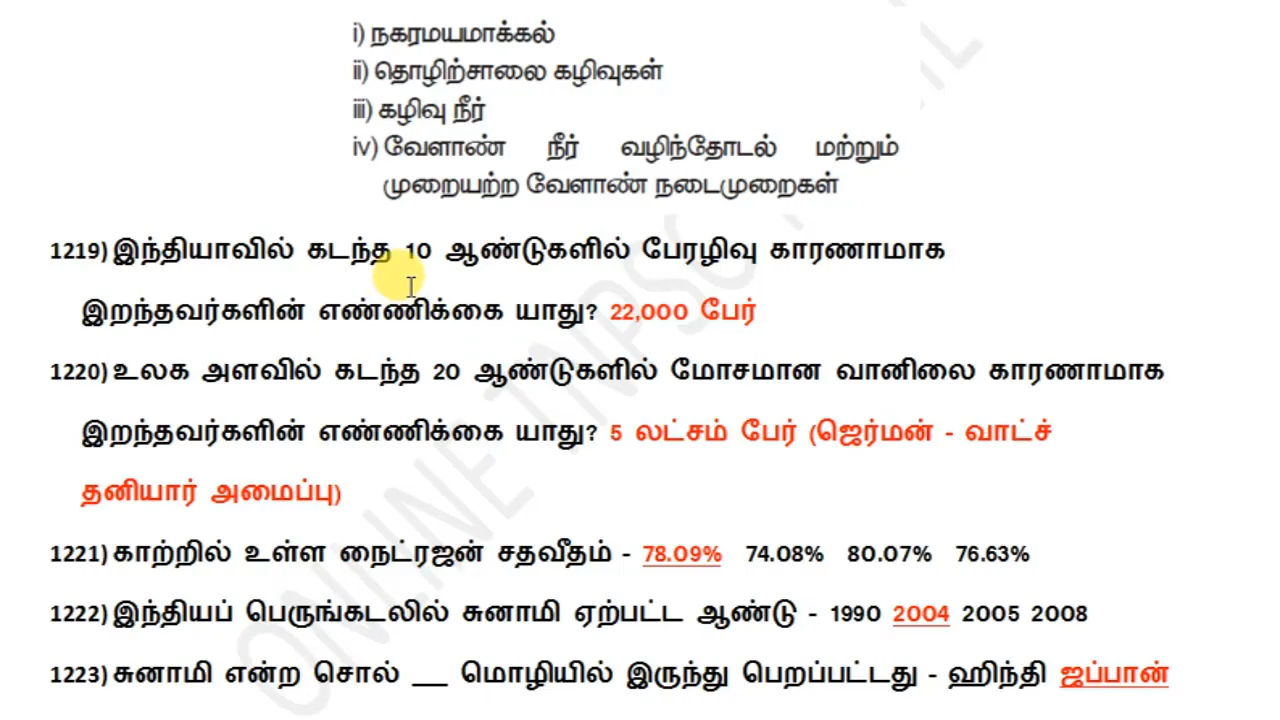 i) நகரமயமாக்கல்
ii) தொழிற்சாலை கழிவுகள்
iii) கழிவு நீர்
iv) வேளாண் நீர் வழிந்தோடல் மற்றும்
முறையற்ற வேளாண் நடைமுறைகள்
1219) இந்தியாவில் கடந்த 10 ஆண்டுகளில் பேரழிவு காரணாமாக
இறந்தவர்களின் எண்ணிக்கை யாது? 22,000 பேர்
1220) உலக அளவில் கடந்த 20 ஆண்டுகளில் மோசமான வானிலை காரணாமாக
இறந்தவர்களின் எண்ணிக்கை யாது? 5 லட்சம் பேர் (ஜெர்மன் - வாட்ச்
தனியார் அமைப்பு)
1221) காற்றில் உள்ள நைட்ரஜன் சதவீதம் - 78.09% 74.08% 80.07% 76.63%
1222) இந்தியப் பெருங்கடலில் சுனாமி ஏற்பட்ட ஆண்டு - 1990 2004 2005 2008
1223) சுனாமி என்ற சொல் ___ மொழியில் இருந்து பெறப்பட்டது - ஹிந்தி ஜப்பான்
ONLINE TNPSC